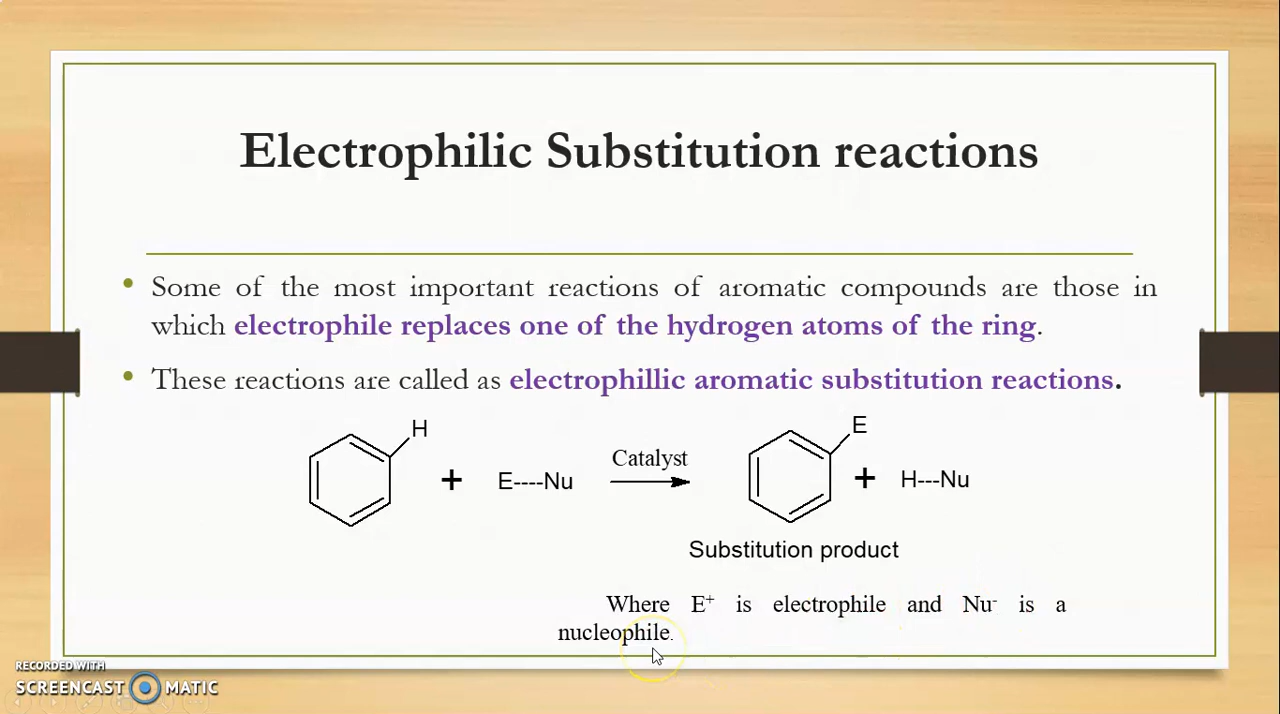 Electrophilic Substitution reactions
• Some of the most important reactions of aromatic compounds are those in
which electrophile replaces one of the hydrogen atoms of the ring.
• These reactions are called as electrophillic aromatic substitution reactions.
H + E----Nu Catalyst E + H---Nu
Substitution product
Where E⁺ is electrophile and Nu⁻ is a
nucleophile.
RECORDED WITH
SCREENCAST MATIC